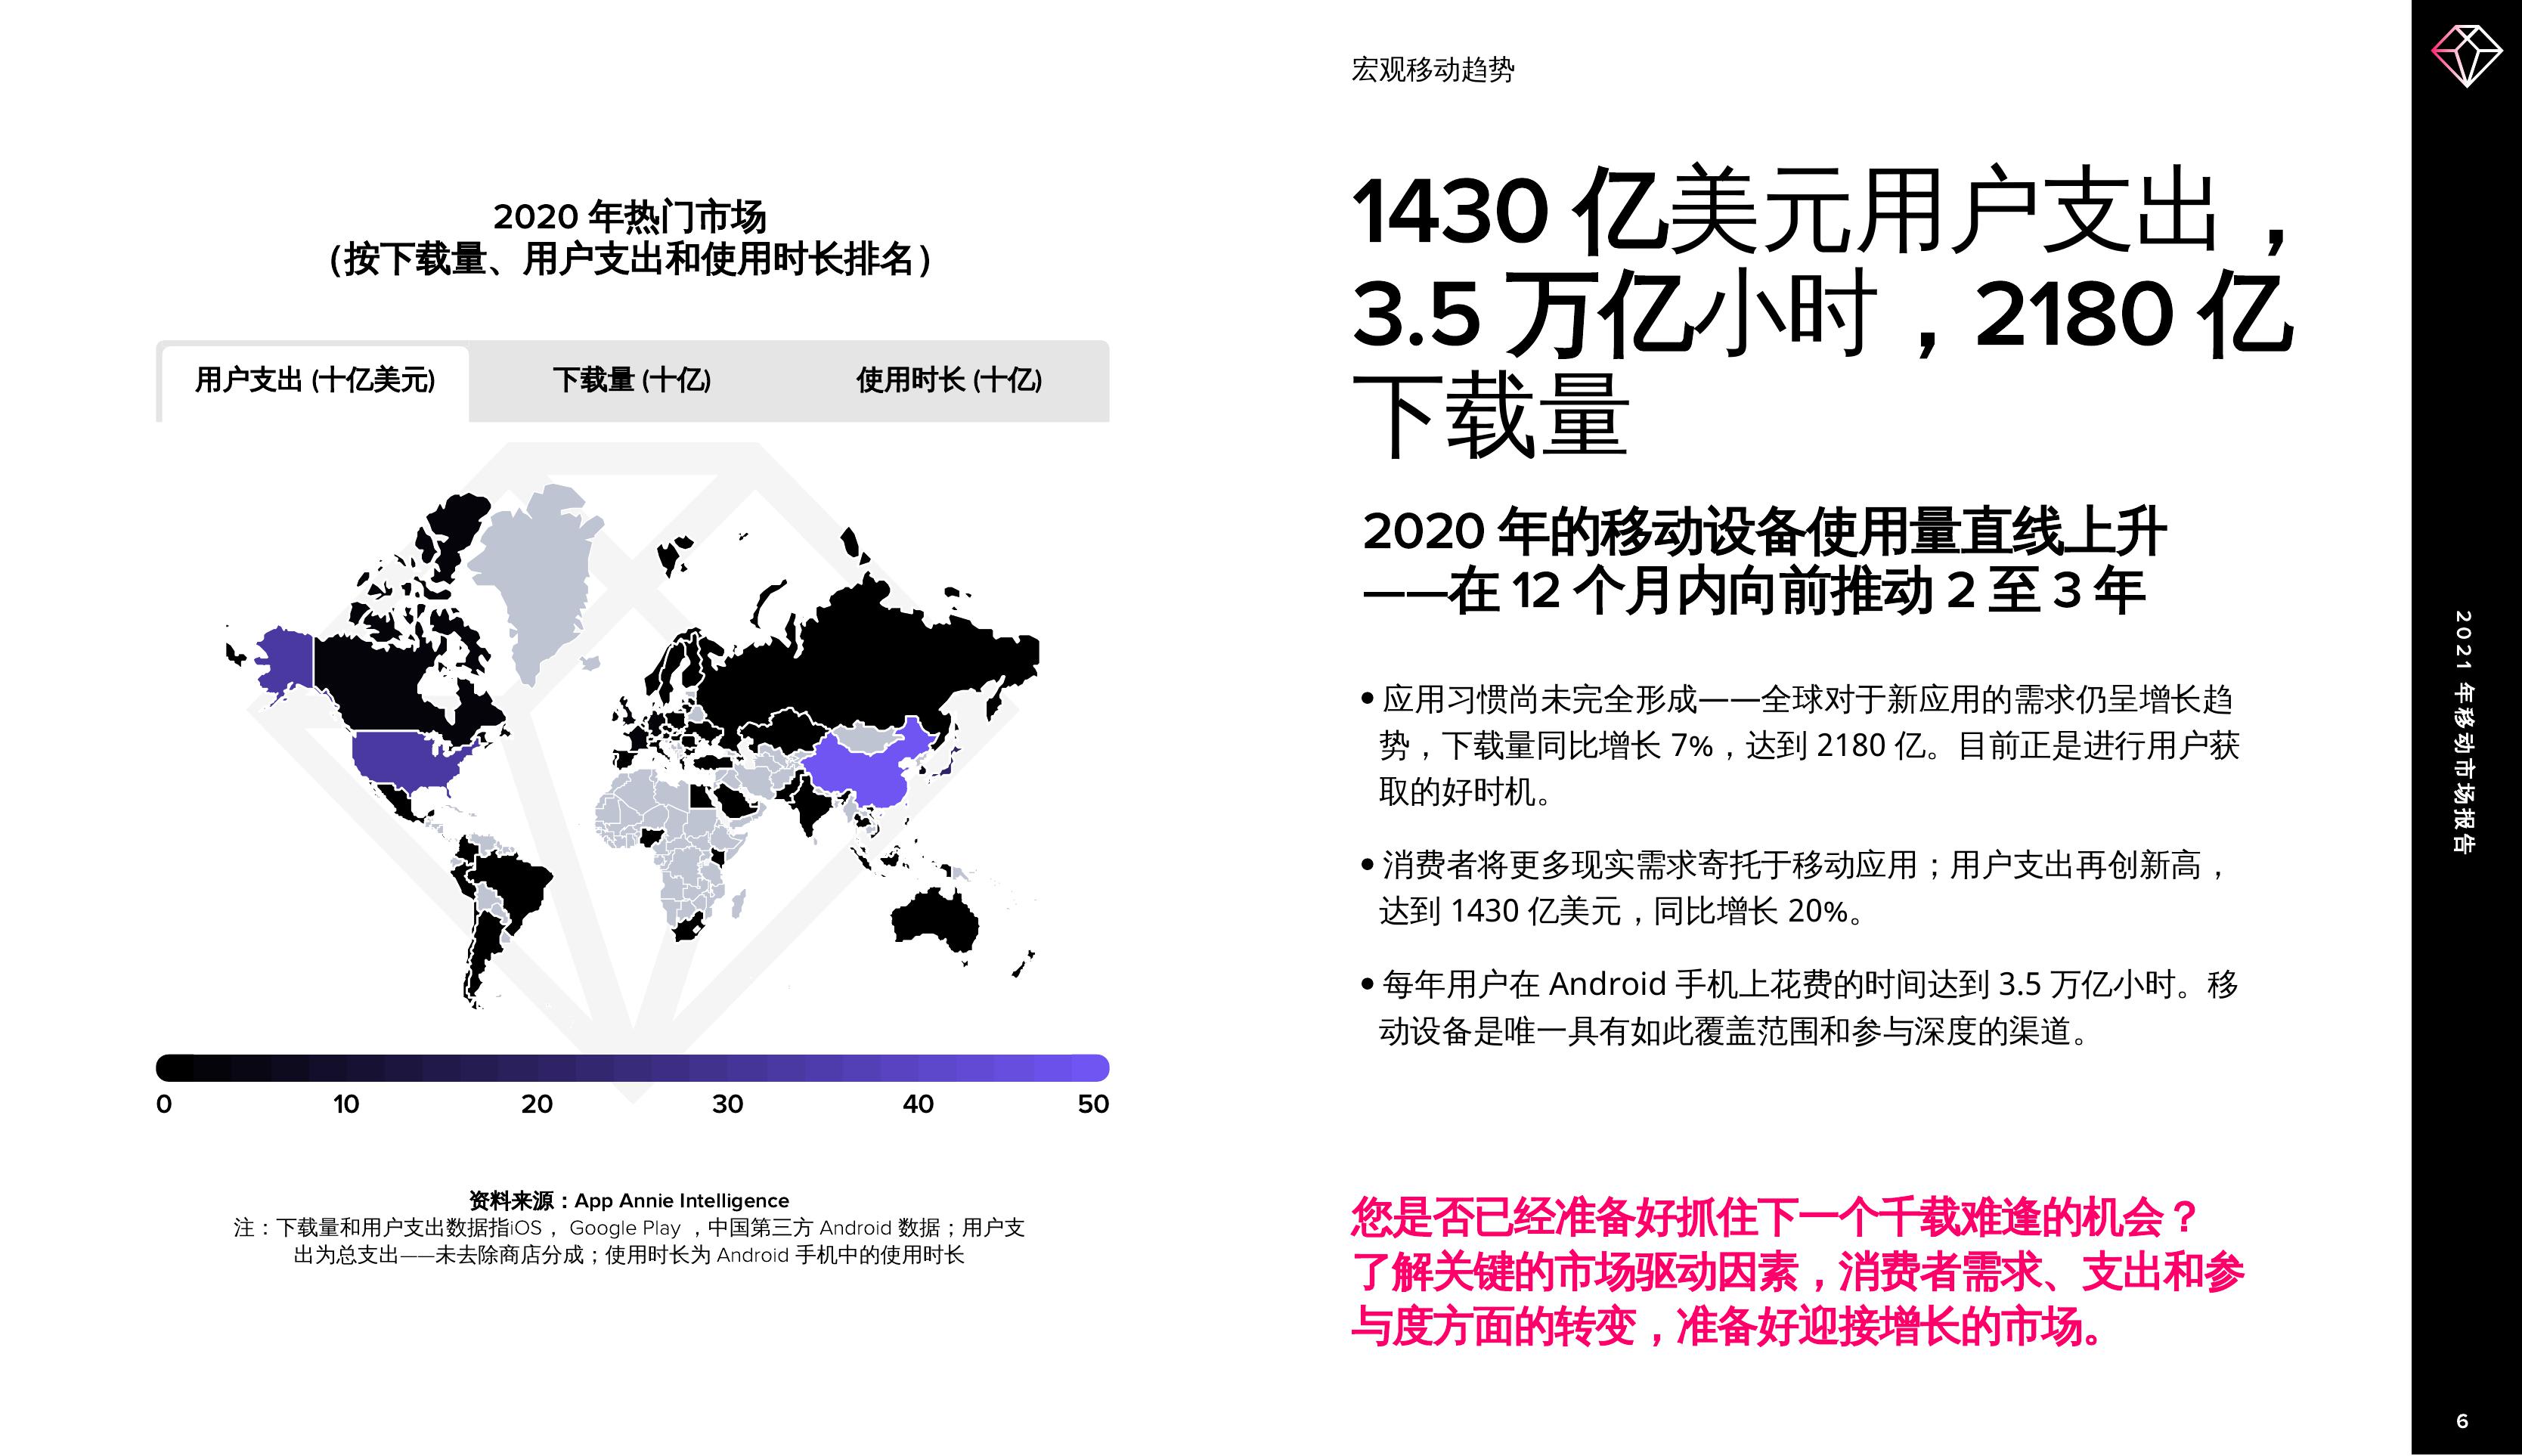 宏观移动趋势
2020 年热门市场
（按下载量、用户支出和使用时长排名）
用户支出 (十亿美元)
下载量 (十亿)
使用时长 (十亿)
0
10
20
30
40
50
资料来源：App Annie Intelligence
注：下载量和用户支出数据指iOS， Google Play ，中国第三方 Android 数据；用户支
出为总支出——未去除商店分成；使用时长为 Android 手机中的使用时长
1430 亿美元用户支出，
3.5 万亿小时，2180 亿
下载量
2020 年的移动设备使用量直线上升
——在 12 个月内向前推动 2 至 3 年
• 应用习惯尚未完全形成——全球对于新应用的需求仍呈增长趋
势，下载量同比增长 7%，达到 2180 亿。目前正是进行用户获
取的好时机。
• 消费者将更多现实需求寄托于移动应用；用户支出再创新高，
达到 1430 亿美元，同比增长 20%。
• 每年用户在 Android 手机上花费的时间达到 3.5 万亿小时。移
动设备是唯一具有如此覆盖范围和参与深度的渠道。
您是否已经准备好抓住下一个千载难逢的机会？
了解关键的市场驱动因素，消费者需求、支出和参
与度方面的转变，准备好迎接增长的市场。
2021 年移动市场报告
6